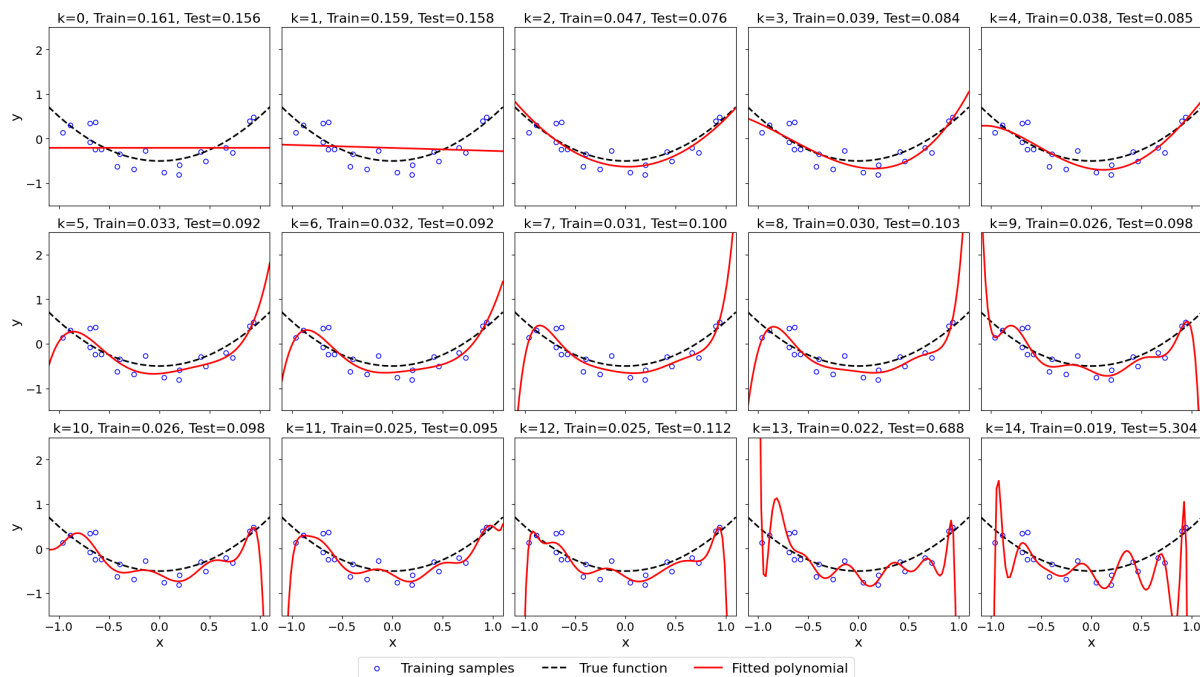 k=0, Train=0.161, Test=0.156
k=1, Train=0.159, Test=0.158
k=2, Train=0.047, Test=0.076
k=3, Train=0.039, Test=0.084
k=4, Train=0.038, Test=0.085
2
1
0
−1
y
k=5, Train=0.033, Test=0.092
k=6, Train=0.032, Test=0.092
k=7, Train=0.031, Test=0.100
k=8, Train=0.030, Test=0.103
k=9, Train=0.026, Test=0.098
2
1
0
−1
y
k=10, Train=0.026, Test=0.098
k=11, Train=0.025, Test=0.095
k=12, Train=0.025, Test=0.112
k=13, Train=0.022, Test=0.688
k=14, Train=0.019, Test=5.304
2
1
0
−1
y
−1.0 −0.5 0.0 0.5 1.0
−1.0 −0.5 0.0 0.5 1.0
−1.0 −0.5 0.0 0.5 1.0
−1.0 −0.5 0.0 0.5 1.0
−1.0 −0.5 0.0 0.5 1.0
x
x
x
x
x
Training samples
True function
Fitted polynomial